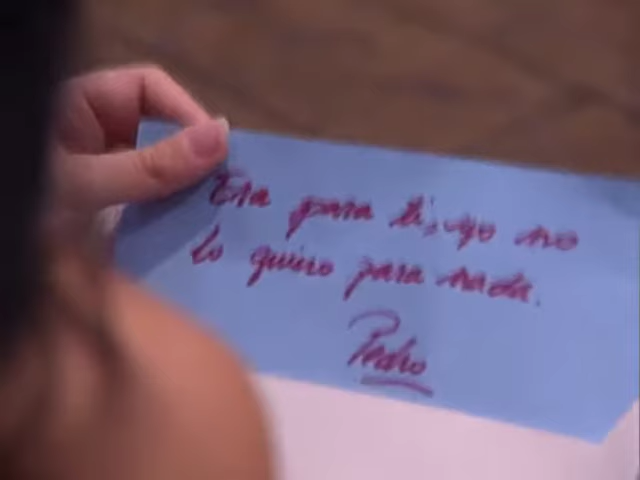 Era para ti, yo no
lo quiero para nada.
Pedro